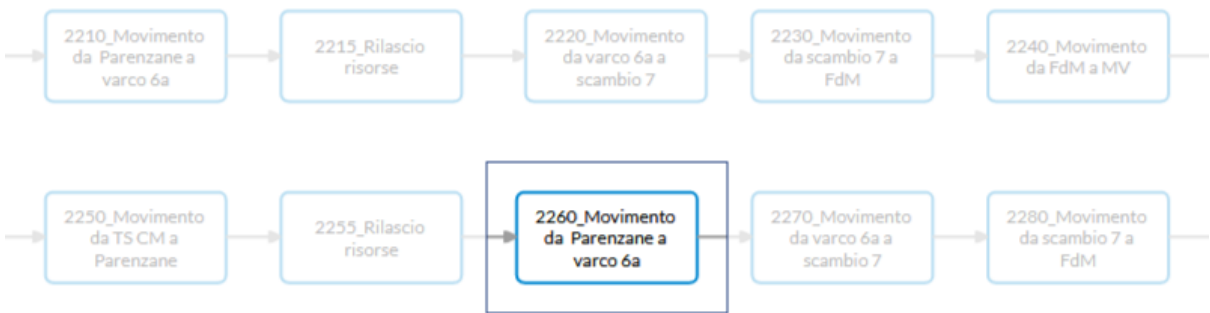 2210_Movimento
da Parenzane a
varco 6a
2215_Rilascio
risorse
2220_Movimento
da varco 6a a
scambio 7
2230_Movimento
da scambio 7 a
FdM
2240_Movimento
da FdM a MV
2250_Movimento
da TS CM a
Parenzane
2255_Rilascio
risorse
2260_Movimento
da Parenzane a
varco 6a
2270_Movimento
da varco 6a a
scambio 7
2280_Movimento
da scambio 7 a
FdM